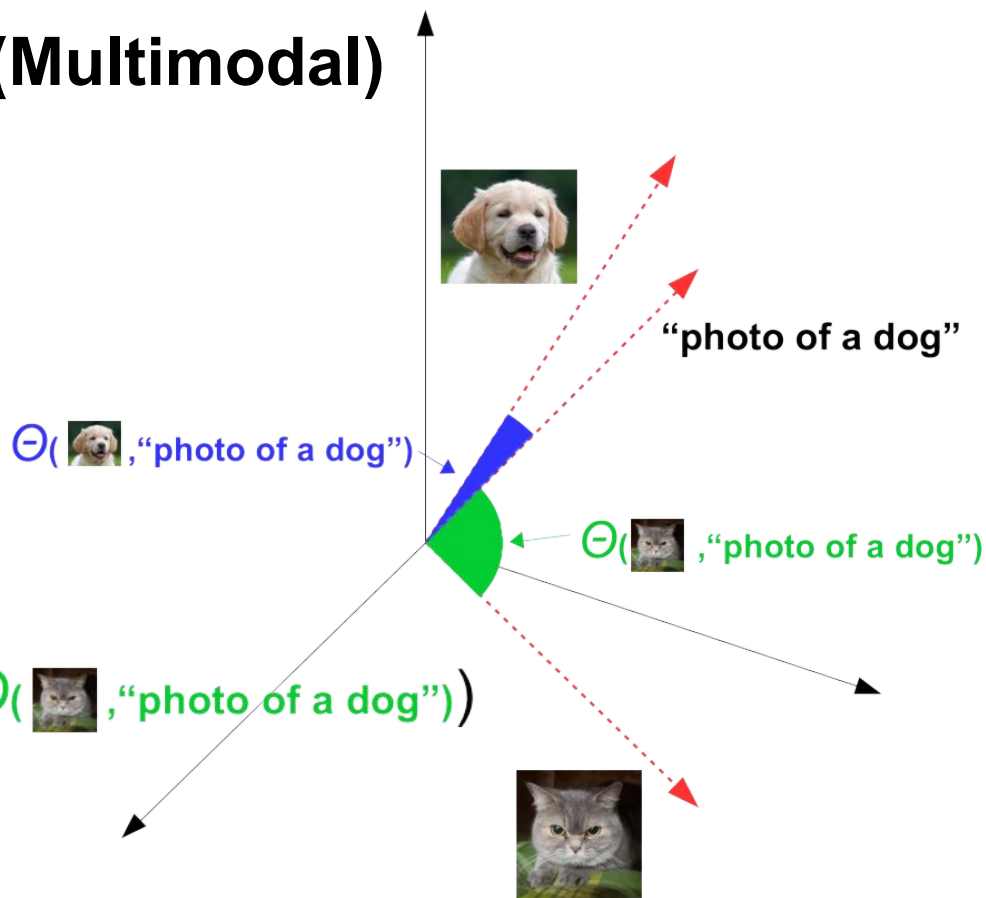 (Multimodal)
“photo of a dog”
Θ( ,“photo of a dog”)
Θ( ,“photo of a dog”)
Θ( ,“photo of a dog”))